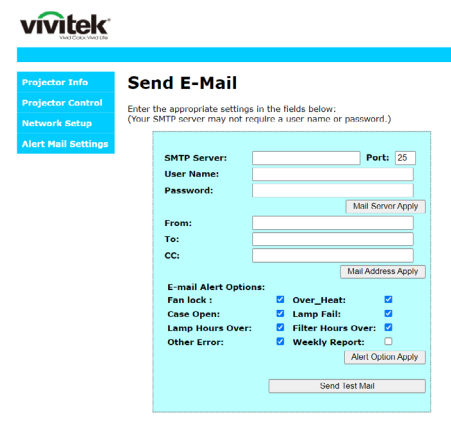 vivitek
Vivid Color, Vivid Life
Projector Info
Projector Control
Network Setup
Alert Mail Settings
Send E-Mail
Enter the appropriate settings in the fields below:
(Your SMTP server may not require a user name or password.)
SMTP Server: Port: 25
User Name:
Password:
Mail Server Apply
From:
To:
CC:
Mail Address Apply
E-mail Alert Options:
Fan lock : Over_Heat:
Case Open: Lamp Fail:
Lamp Hours Over: Filter Hours Over:
Other Error: Weekly Report:
Alert Option Apply
Send Test Mail